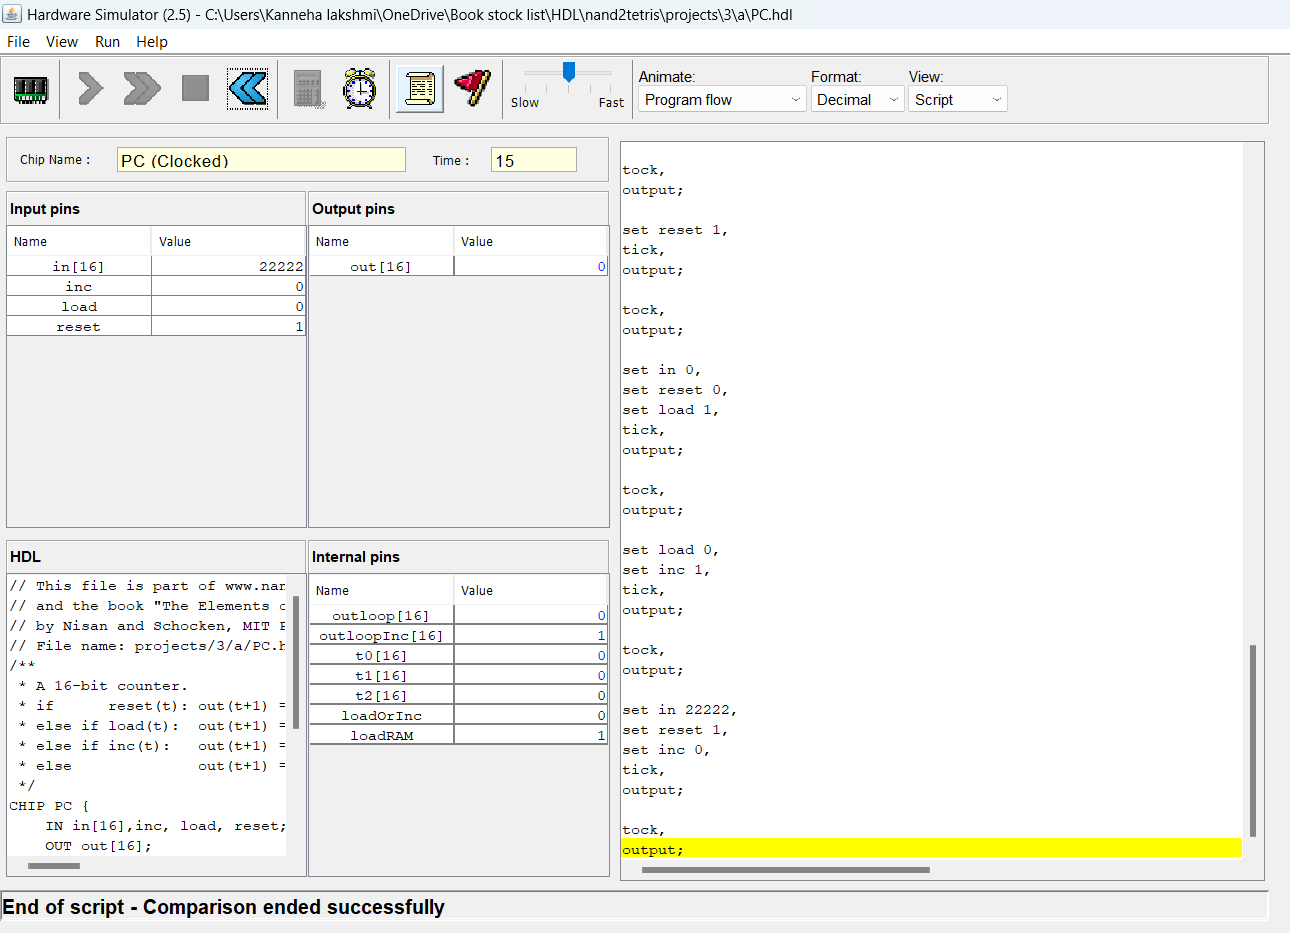 Hardware Simulator (2.5) - C:\Users\Kanneha lakshmi\OneDrive\Book stock list\HDL\nand2tetris\projects\3\a\PC.hdl
File View Run Help
Slow Fast
Animate: Format: View:
Program flow Decimal Script
Chip Name : PC (Clocked) Time : 15
Input pins
Name Value
in[16] 22222
inc 0
load 0
reset 1
Output pins
Name Value
out[16] 0
HDL
// This file is part of www.nan
// and the book "The Elements o
// by Nisan and Schocken, MIT P
// File name: projects/3/a/PC.h
/**
* A 16-bit counter.
* if reset(t): out(t+1) =
* else if load(t): out(t+1) =
* else if inc(t): out(t+1) =
* else out(t+1) =
*/
CHIP PC {
IN in[16],inc, load, reset;
OUT out[16];
Internal pins
Name Value
outloop[16] 0
outloopInc[16] 1
t0[16] 0
t1[16] 0
t2[16] 0
loadOrInc 0
loadRAM 1
tock,
output;
set reset 1,
tick,
output;
tock,
output;
set in 0,
set reset 0,
set load 1,
tick,
output;
tock,
output;
set load 0,
set inc 1,
tick,
output;
tock,
output;
set in 22222,
set reset 1,
set inc 0,
tick,
output;
tock,
output;
End of script - Comparison ended successfully